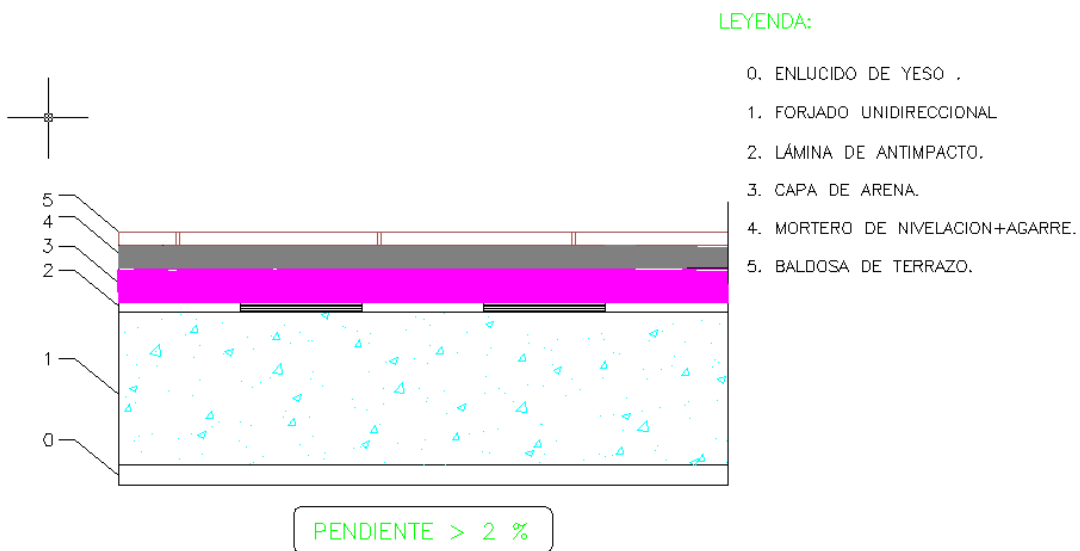 LEYENDA:
0. ENLUCIDO DE YESO .
1. FORJADO UNIDIRECCIONAL
2. LÁMINA DE ANTIMPACTO.
3. CAPA DE ARENA.
4. MORTERO DE NIVELACION+AGARRE.
5. BALDOSA DE TERRAZO.
5
4
3
2
1
0
PENDIENTE > 2 %